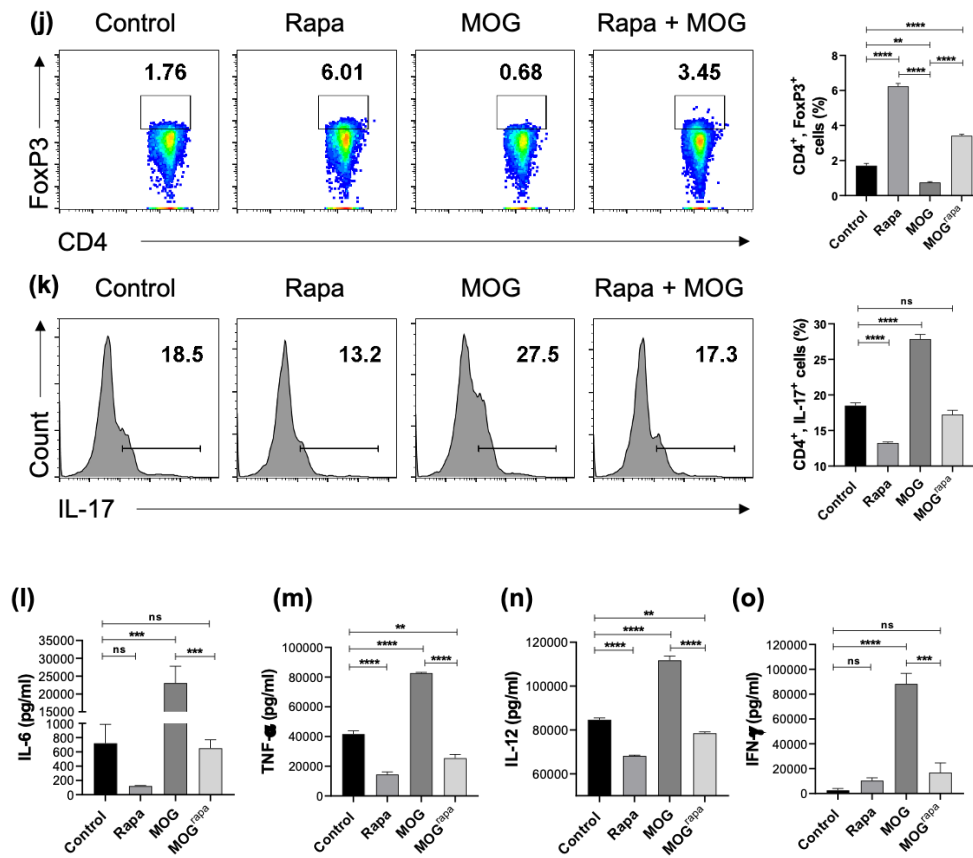 (j)
Control
Rapa
MOG
Rapa + MOG
1.76
6.01
0.68
3.45
FoxP3
CD4
****
**
****
****
****
CD4⁺, FoxP3⁺
cells (%)
8
6
4
2
0
Control
Rapa
MOG
MOGʳᵃᵖᵃ
(k)
Control
Rapa
MOG
Rapa + MOG
18.5
13.2
27.5
17.3
Count
IL-17
ns
****
****
CD4⁺, IL-17⁺ cells (%)
30
25
20
15
10
Control
Rapa
MOG
MOGʳᵃᵖᵃ
(l)
ns
***
ns
***
IL-6 (pg/ml)
30000
25000
20000
15000
10000
5000
1000
800
600
400
200
0
Control
Rapa
MOG
MOGʳᵃᵖᵃ
(m)
**
****
****
****
TNF-α (pg/ml)
100000
80000
60000
40000
20000
0
Control
Rapa
MOG
MOGʳᵃᵖᵃ
(n)
**
****
****
****
IL-12 (pg/ml)
120000
100000
80000
60000
Control
Rapa
MOG
MOGʳᵃᵖᵃ
(o)
ns
****
ns
***
IFN-γ (pg/ml)
120000
100000
80000
60000
40000
20000
0
Control
Rapa
MOG
MOGʳᵃᵖᵃ